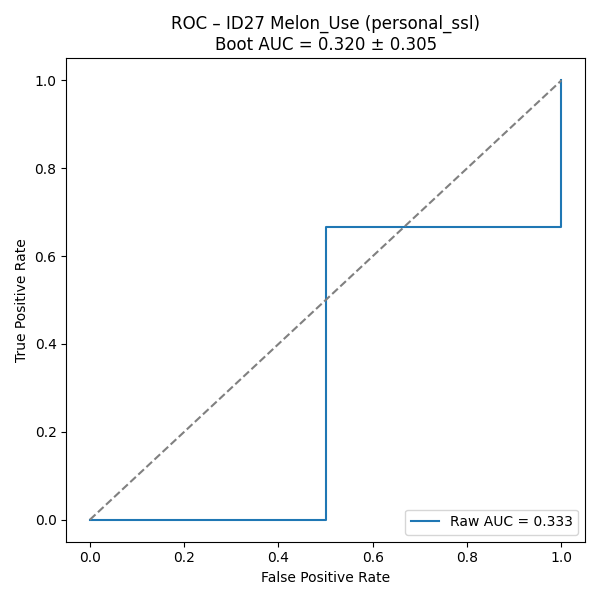 ROC – ID27 Melon_Use (personal_ssl)
Boot AUC = 0.320 ± 0.305
1.0
0.8
0.6
0.4
0.2
0.0
True Positive Rate
Raw AUC = 0.333
0.0 0.2 0.4 0.6 0.8 1.0
False Positive Rate